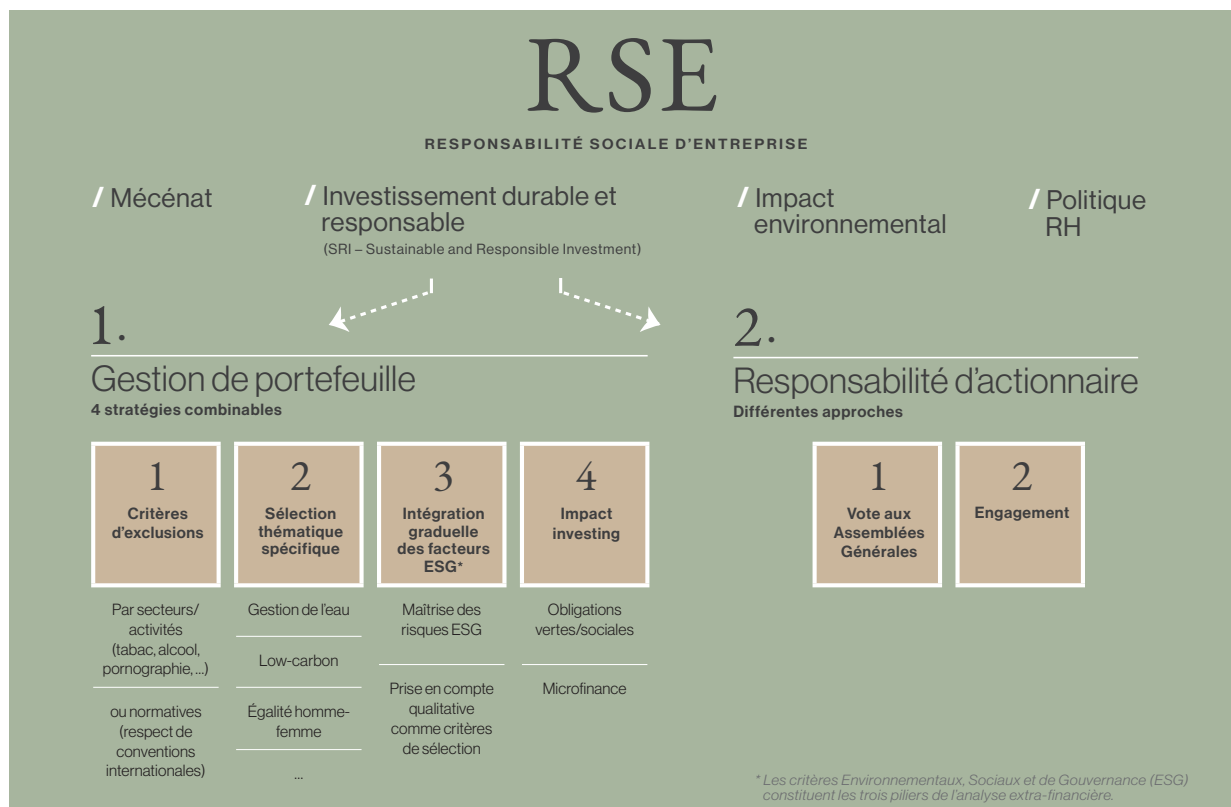 RSE
RESPONSABILITÉ SOCIALE D'ENTREPRISE
/ Mécénat
/ Investissement durable et
responsable
(SRI – Sustainable and Responsible Investment)
/ Impact
environnemental
/ Politique
RH
1.
Gestion de portefeuille
4 stratégies combinables
1
Critères
d'exclusions
Par secteurs/
activités
(tabac, alcool,
pornographie, ...)
ou normatives
(respect de
conventions
internationales)
2
Sélection
thématique
spécifique
Gestion de l'eau
Low-carbon
Égalité homme-
femme
...
3
Intégration
graduelle
des facteurs
ESG*
Maîtrise des
risques ESG
Prise en compte
qualitative
comme critères
de sélection
4
Impact
investing
Obligations
vertes/sociales
Microfinance
2.
Responsabilité d'actionnaire
Différentes approches
1
Vote aux
Assemblées
Générales
2
Engagement
* Les critères Environnementaux, Sociaux et de Gouvernance (ESG)
constituent les trois piliers de l'analyse extra-financière.